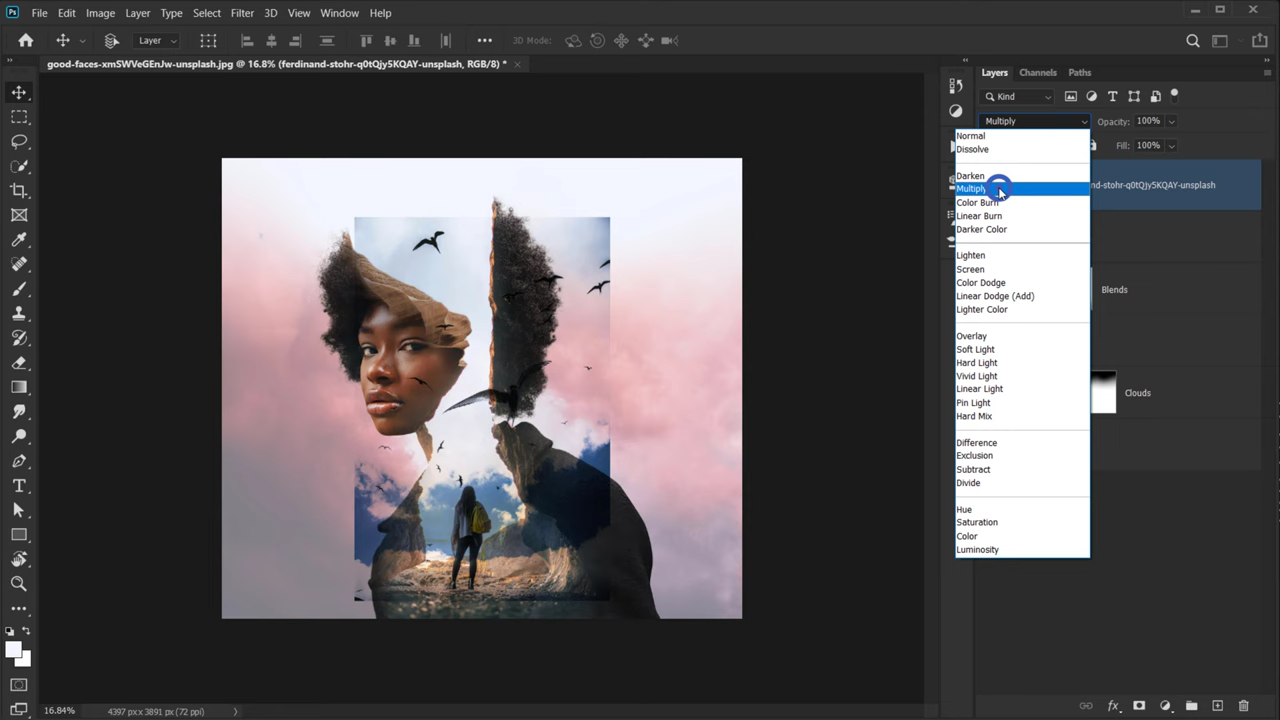 Ps File Edit Image Layer Type Select Filter 3D View Window Help
Layer 3D Mode:
good-faces-xmSWVeGEnJw-unsplash.jpg @ 16.8% (ferdinand-stohr-q0tQjy5KQAY-unsplash, RGB/8) *
Layers Channels Paths
Kind
Multiply Opacity: 100%
Fill: 100%
Normal
Dissolve
Darken
Multiply
Color Burn
Linear Burn
Darker Color
Lighten
Screen
Color Dodge
Linear Dodge (Add)
Lighter Color
Overlay
Soft Light
Hard Light
Vivid Light
Linear Light
Pin Light
Hard Mix
Difference
Exclusion
Subtract
Divide
Hue
Saturation
Color
Luminosity
nd-stohr-q0tQjy5KQAY-unsplash
Blends
Clouds
16.84% 4397 px x 3891 px (72 ppi)